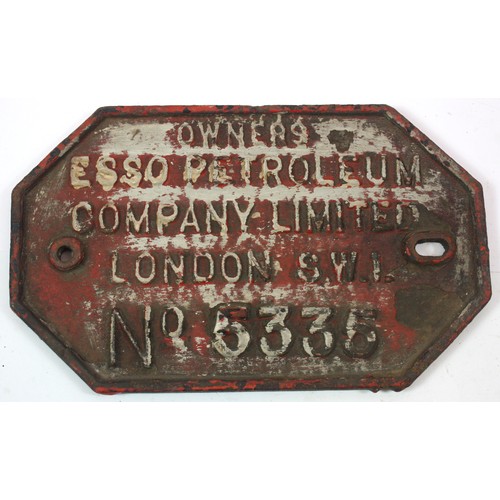 OWNERS
ESSO PETROLEUM
COMPANY LIMITED
LONDON S.W.1.
No 5335